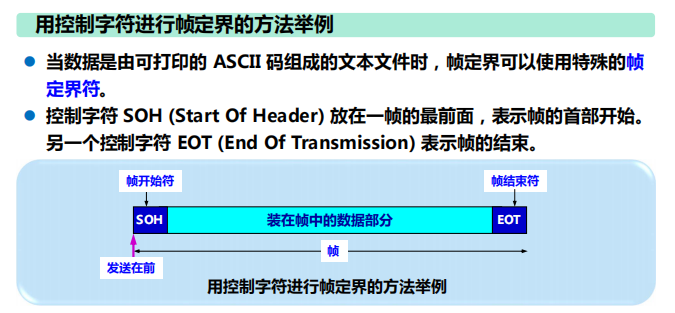 用控制字符进行帧定界的方法举例
当数据是由可打印的 ASCII 码组成的文本文件时，帧定界可以使用特殊的帧
定界符。
控制字符 SOH (Start Of Header) 放在一帧的最前面，表示帧的首部开始。
另一个控制字符 EOT (End Of Transmission) 表示帧的结束。
帧开始符
帧结束符
SOH
装在帧中的数据部分
EOT
帧
发送在前
用控制字符进行帧定界的方法举例